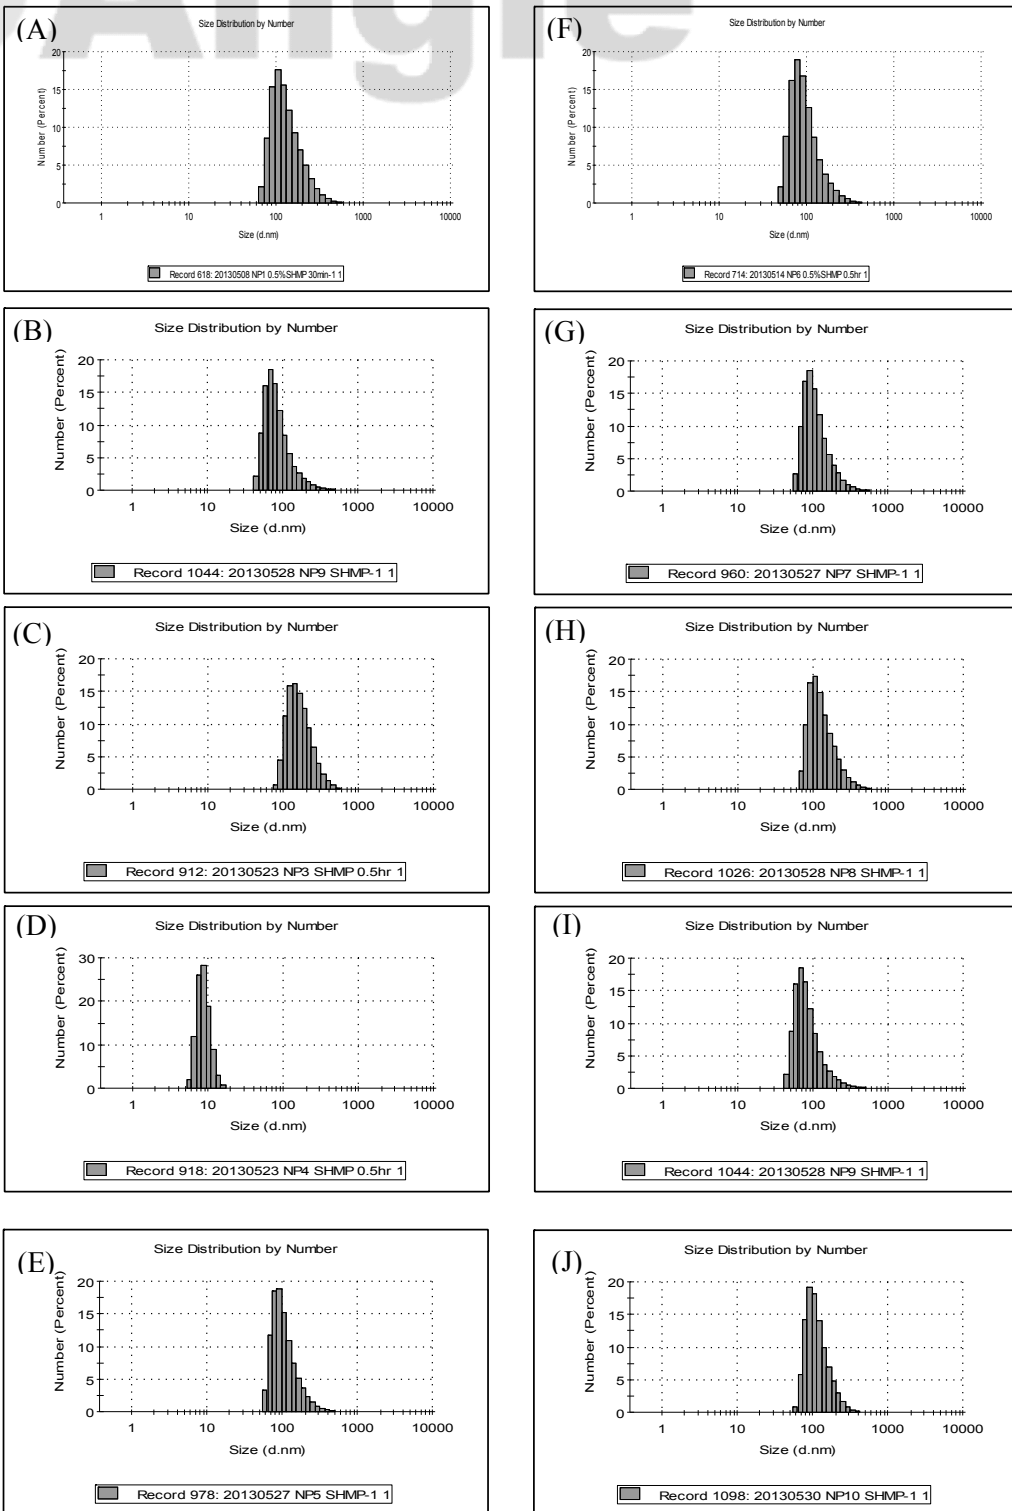 Angle
(A)
Size Distribution by Number
Number (Percent)
20
15
10
5
0
1 10 100 1000 10000
Size (d.nm)
Record 618: 20130508 NP1 0.5%SHMP 30min-1 1
(F)
Size Distribution by Number
Number (Percent)
20
15
10
5
0
1 10 100 1000 10000
Size (d.nm)
Record 714: 20130514 NP6 0.5%SHMP 0.5hr 1
(B)
Size Distribution by Number
Number (Percent)
20
15
10
5
0
1 10 100 1000 10000
Size (d.nm)
Record 1044: 20130528 NP9 SHMP-1 1
(G)
Size Distribution by Number
Number (Percent)
20
15
10
5
0
1 10 100 1000 10000
Size (d.nm)
Record 960: 20130527 NP7 SHMP-1 1
(C)
Size Distribution by Number
Number (Percent)
20
15
10
5
0
1 10 100 1000 10000
Size (d.nm)
Record 912: 20130523 NP3 SHMP 0.5hr 1
(H)
Size Distribution by Number
Number (Percent)
20
15
10
5
0
1 10 100 1000 10000
Size (d.nm)
Record 1026: 20130528 NP8 SHMP-1 1
(D)
Size Distribution by Number
Number (Percent)
30
20
10
0
1 10 100 1000 10000
Size (d.nm)
Record 918: 20130523 NP4 SHMP 0.5hr 1
(I)
Size Distribution by Number
Number (Percent)
20
15
10
5
0
1 10 100 1000 10000
Size (d.nm)
Record 1044: 20130528 NP9 SHMP-1 1
(E)
Size Distribution by Number
Number (Percent)
20
15
10
5
0
1 10 100 1000 10000
Size (d.nm)
Record 978: 20130527 NP5 SHMP-1 1
(J)
Size Distribution by Number
Number (Percent)
20
15
10
5
0
1 10 100 1000 10000
Size (d.nm)
Record 1098: 20130530 NP10 SHMP-1 1